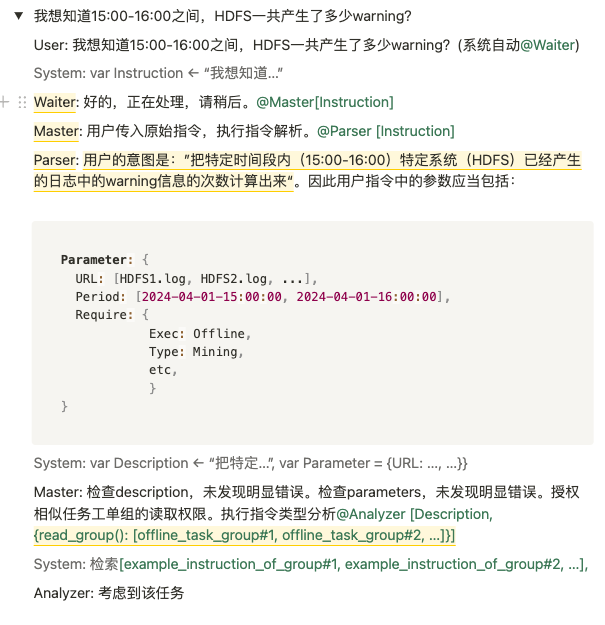 我想知道15:00-16:00之间，HDFS一共产生了多少warning?
User: 我想知道15:00-16:00之间，HDFS一共产生了多少warning?（系统自动@Waiter)
System: var Instruction ← “我想知道...”
Waiter: 好的，正在处理，请稍后。@Master[Instruction]
Master: 用户传入原始指令，执行指令解析。@Parser [Instruction]
Parser: 用户的意图是：”把特定时间段内（15:00-16:00）特定系统（HDFS）已经产生
的日志中的warning信息的次数计算出来“。因此用户指令中的参数应当包括：
Parameter: {
URL: [HDFS1.log, HDFS2.log, ...],
Period: [2024-04-01-15:00:00, 2024-04-01-16:00:00],
Require: {
Exec: Offline,
Type: Mining,
etc,
}
}
System: var Description ← “把特定...”, var Parameter = {URL: ..., ...}}
Master: 检查description，未发现明显错误。检查parameters，未发现明显错误。授权
相似任务工单组的读取权限。执行指令类型分析@Analyzer [Description,
{read_group(): [offline_task_group#1, offline_task_group#2, ...]}]
System: 检索[example_instruction_of_group#1, example_instruction_of_group#2, ...],
Analyzer: 考虑到该任务